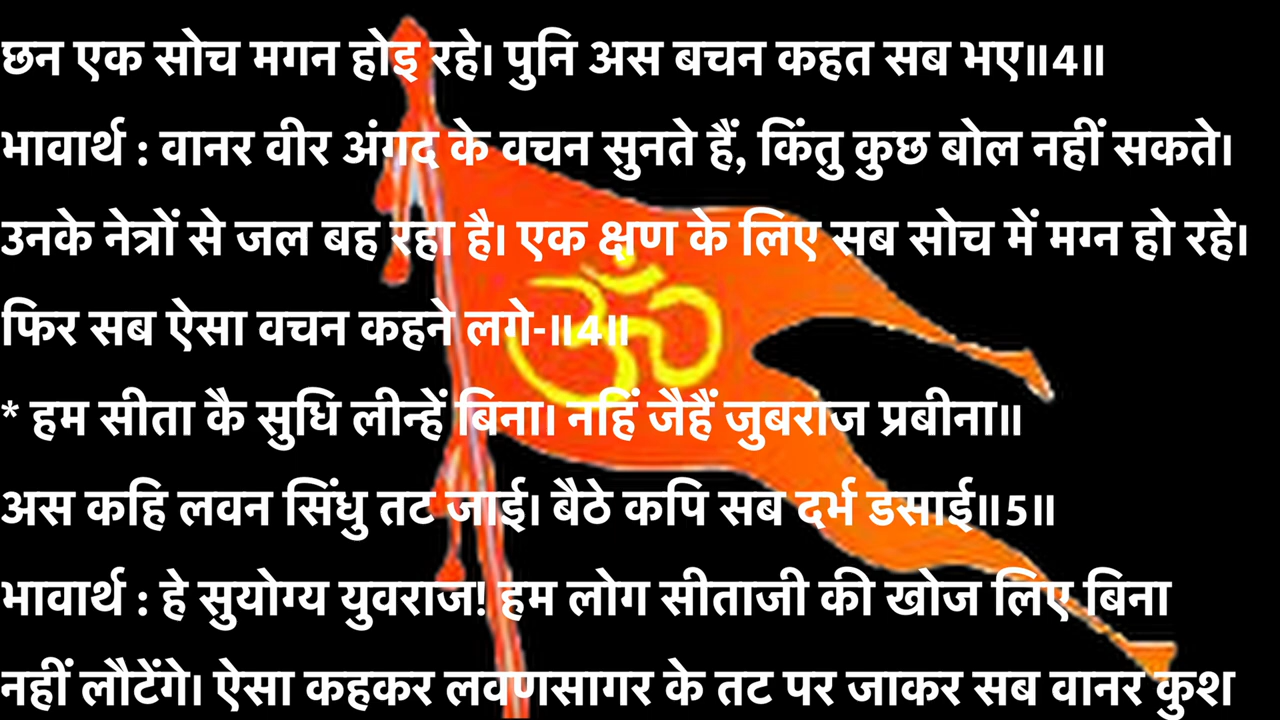 छन एक सोच मगन होइ रहे। पुनि अस बचन कहत सब भए॥4॥
भावार्थ : वानर वीर अंगद के वचन सुनते हैं, किंतु कुछ बोल नहीं सकते।
उनके नेत्रों से जल बह रहा है। एक क्षण के लिए सब सोच में मग्न हो रहे।
फिर सब ऐसा वचन कहने लगे-॥4॥
* हम सीता कै सुधि लीन्हें बिना। नहिं जैहैं जुबराज प्रबीना॥
अस कहि लवन सिंधु तट जाई। बैठे कपि सब दर्भ डसाई॥5॥
भावार्थ : हे सुयोग्य युवराज! हम लोग सीताजी की खोज लिए बिना
नहीं लौटेंगे। ऐसा कहकर लवणसागर के तट पर जाकर सब वानर कुश
ॐ